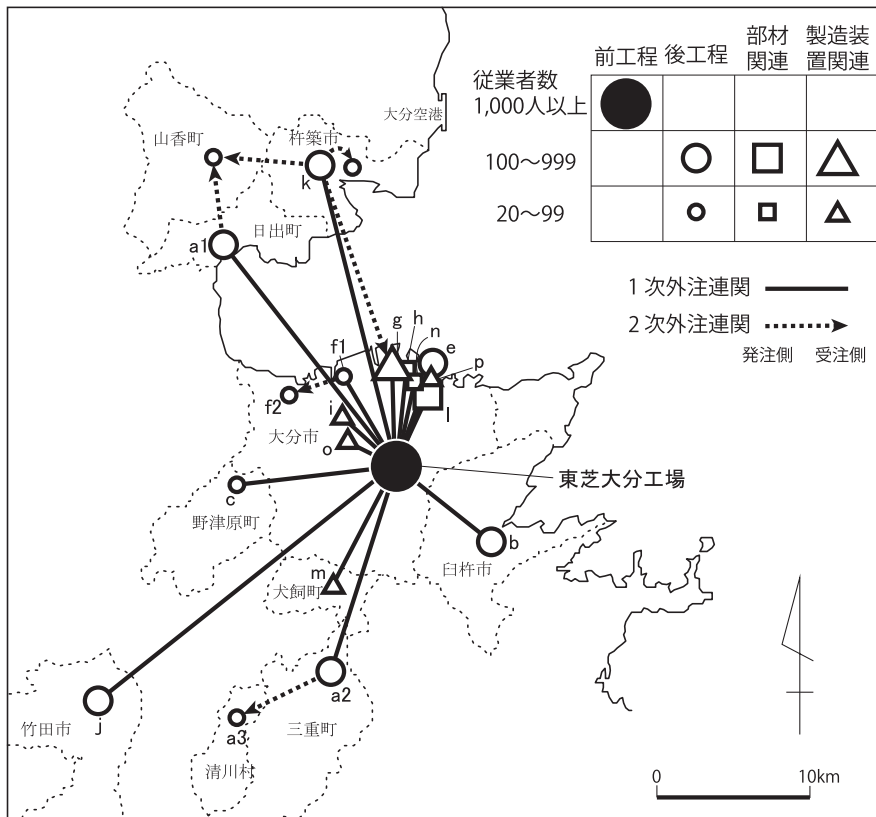 前工程
後工程
部材
関連
製造装
置関連
従業者数
1,000人以上
100～999
20～99
1次外注連関
2次外注連関
発注側
受注側
大分空港
山香町
杵築市
k
日出町
a1
g
h
n
e
f1
p
f2
i
l
大分市
o
東芝大分工場
c
野津原町
b
臼杵市
m
犬飼町
a2
j
竹田市
a3
三重町
清川村
0
10km